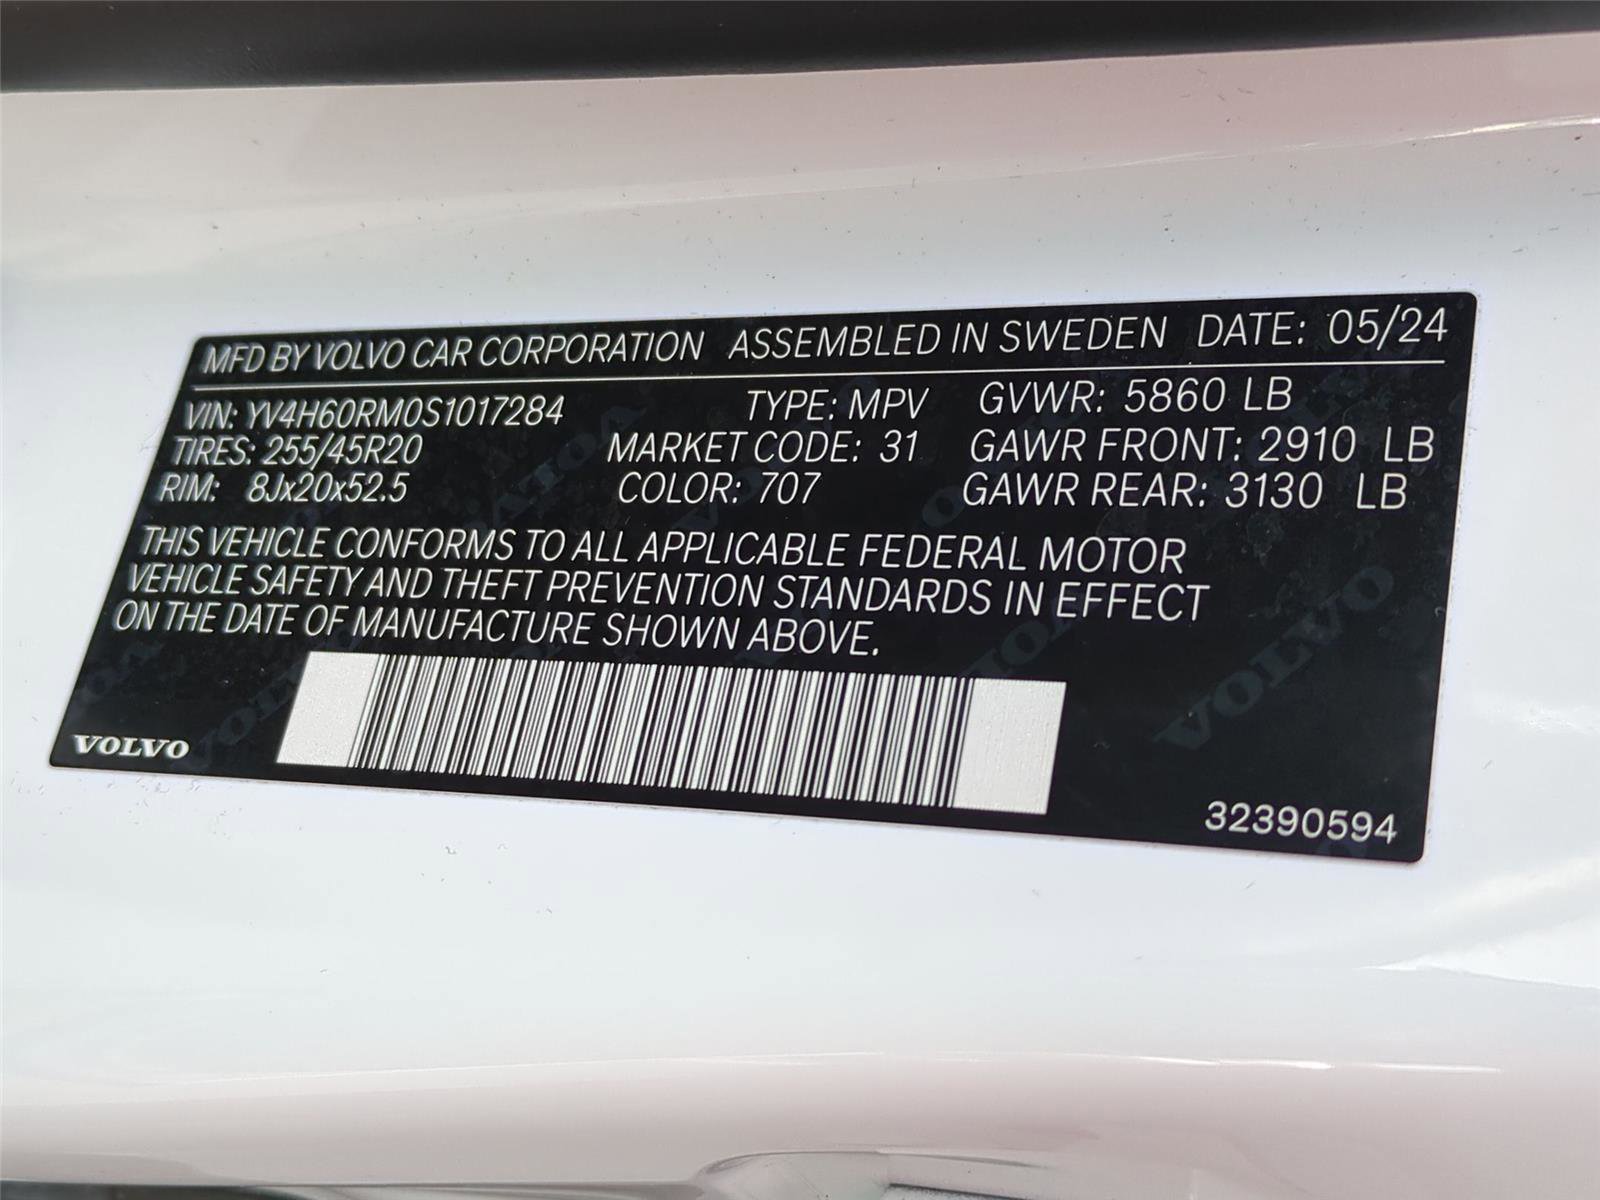 MFD BY VOLVO CAR CORPORATION ASSEMBLED IN SWEDEN DATE: 05/24
VIN: YV4H60RM0S1017284 TYPE: MPV GVWR: 5860 LB
TIRES: 255/45R20 MARKET CODE: 31 GAWR FRONT: 2910 LB
RIM: 8Jx20x52.5 COLOR: 707 GAWR REAR: 3130 LB
THIS VEHICLE CONFORMS TO ALL APPLICABLE FEDERAL MOTOR
VEHICLE SAFETY AND THEFT PREVENTION STANDARDS IN EFFECT
ON THE DATE OF MANUFACTURE SHOWN ABOVE.
VOLVO
32390594